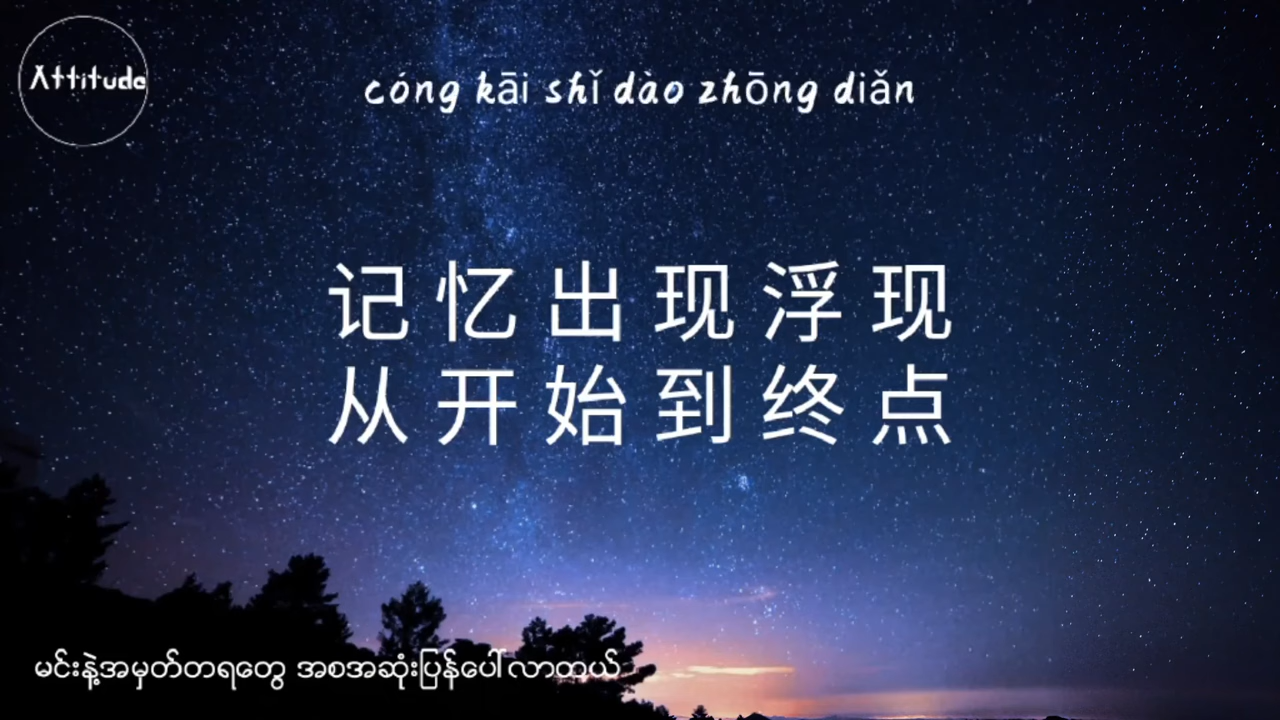 Attitude
cóng kāi shǐ dào zhōng diǎn
记忆出现浮现
从开始到终点
မင်းနဲ့အမှတ်တရတွေ အစအဆုံးပြန်ပေါ်လာတယ်